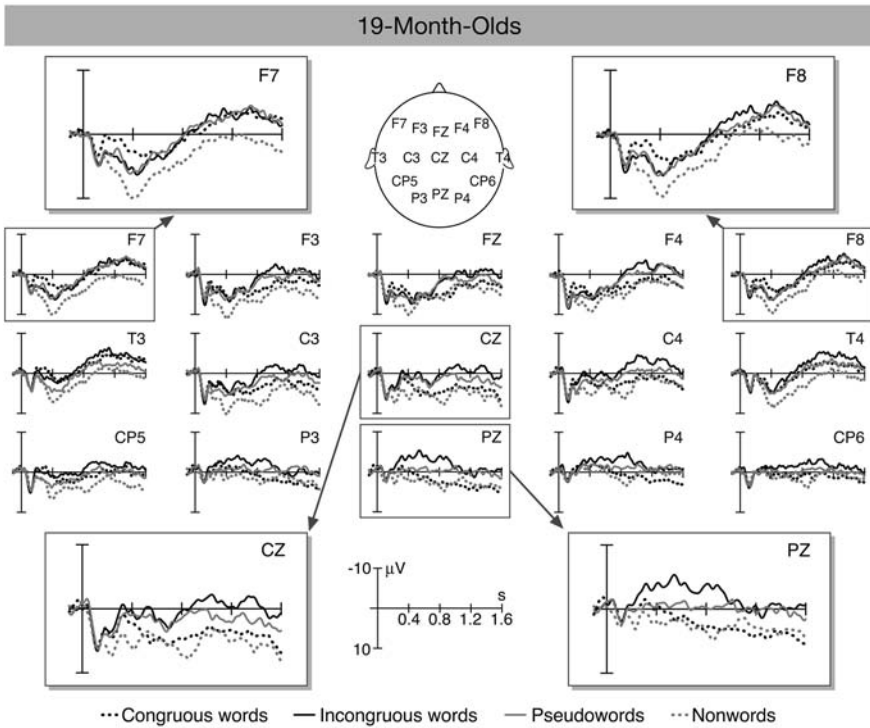 19-Month-Olds
F7
F8
F7 F3 FZ F4 F8
T3 C3 CZ C4 T4
CP5 CP6
P3 PZ P4
F7 F3 FZ F4 F8
T3 C3 CZ C4 T4
CP5 P3 PZ P4 CP6
CZ
PZ
-10 μV
s
0.4 0.8 1.2 1.6
10
Congruous words Incongruous words Pseudowords Nonwords